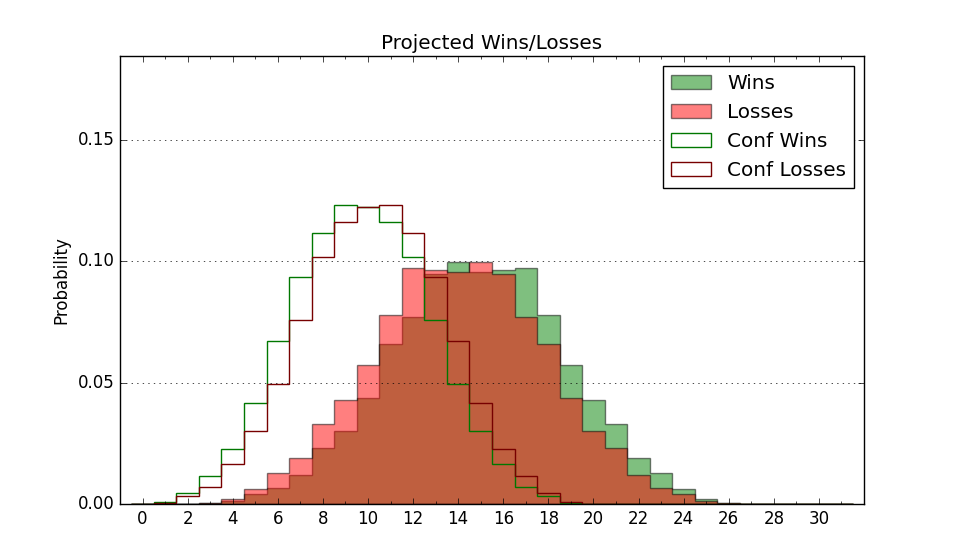 Projected Wins/Losses
Wins
Losses
Conf Wins
Conf Losses
Probability
0.15
0.10
0.05
0.00
0 2 4 6 8 10 12 14 16 18 20 22 24 26 28 30